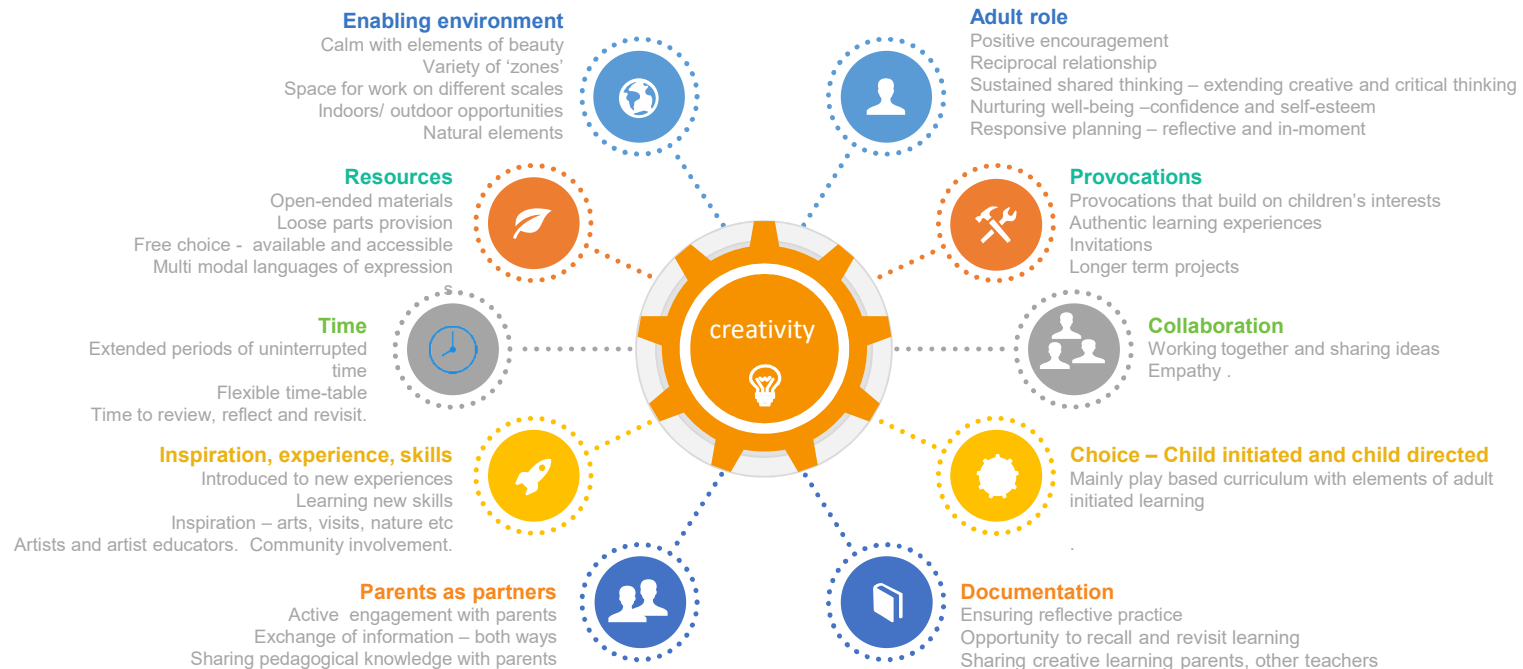 Enabling environment
Calm with elements of beauty
Variety of ‘zones’
Space for work on different scales
Indoors/ outdoor opportunities
Natural elements
Adult role
Positive encouragement
Reciprocal relationship
Sustained shared thinking – extending creative and critical thinking
Nurturing well-being –confidence and self-esteem
Responsive planning – reflective and in-moment
Resources
Open-ended materials
Loose parts provision
Free choice -  available and accessible
Multi modal languages of expression
s
Provocations
Provocations that build on children’s interests
Authentic learning experiences
Invitations
Longer term projects
Time
Extended periods of uninterrupted
time
Flexible time-table
Time to review, reflect and revisit.
creativity
Collaboration
Working together and sharing ideas
Empathy .
Inspiration, experience, skills
Introduced to new experiences
Learning new skills
Inspiration – arts, visits, nature etc
Artists and artist educators.  Community involvement.
Choice – Child initiated and child directed
Mainly play based curriculum with elements of adult
initiated learning
.
Parents as partners
Active  engagement with parents
Exchange of information – both ways
Sharing pedagogical knowledge with parents
Documentation
Ensuring reflective practice
Opportunity to recall and revisit learning
Sharing creative learning parents, other teachers